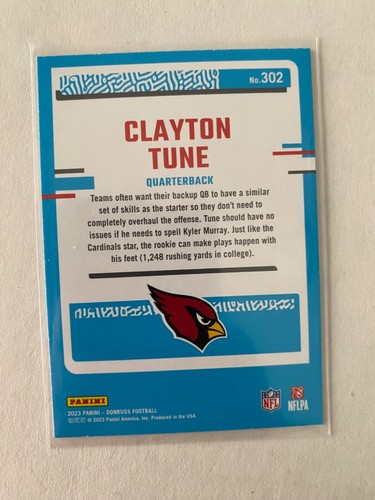 No.302
CLAYTON
TUNE
QUARTERBACK
Teams often want their backup QB to have a similar
set of skills as the starter so they don't need to
completely overhaul the offense. Tune should have no
issues if he needs to spell Kyler Murray. Just like the
Cardinals star, the rookie can make plays happen with
his feet (1,248 rushing yards in college).
PANINI
2023 PANINI - DONRUSS FOOTBALL
© 2023 Panini America, Inc. Produced in the USA.
NFL
NFLPA